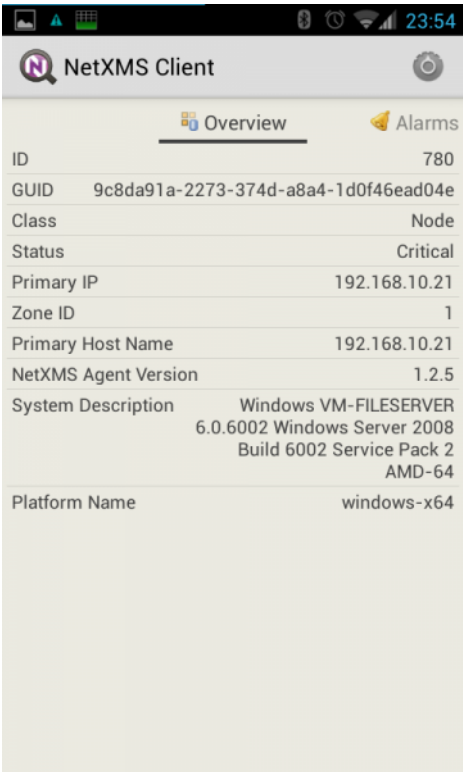 23:54
NetXMS Client
Overview Alarms
ID 780
GUID 9c8da91a-2273-374d-a8a4-1d0f46ead04e
Class Node
Status Critical
Primary IP 192.168.10.21
Zone ID 1
Primary Host Name 192.168.10.21
NetXMS Agent Version 1.2.5
System Description Windows VM-FILESERVER
6.0.6002 Windows Server 2008
Build 6002 Service Pack 2
AMD-64
Platform Name windows-x64